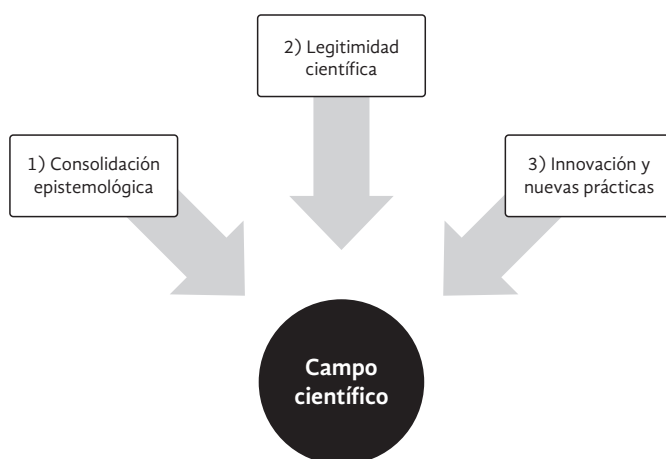 2) Legitimidad
científica
1) Consolidación
epistemológica
3) Innovación y
nuevas prácticas
Campo
científico